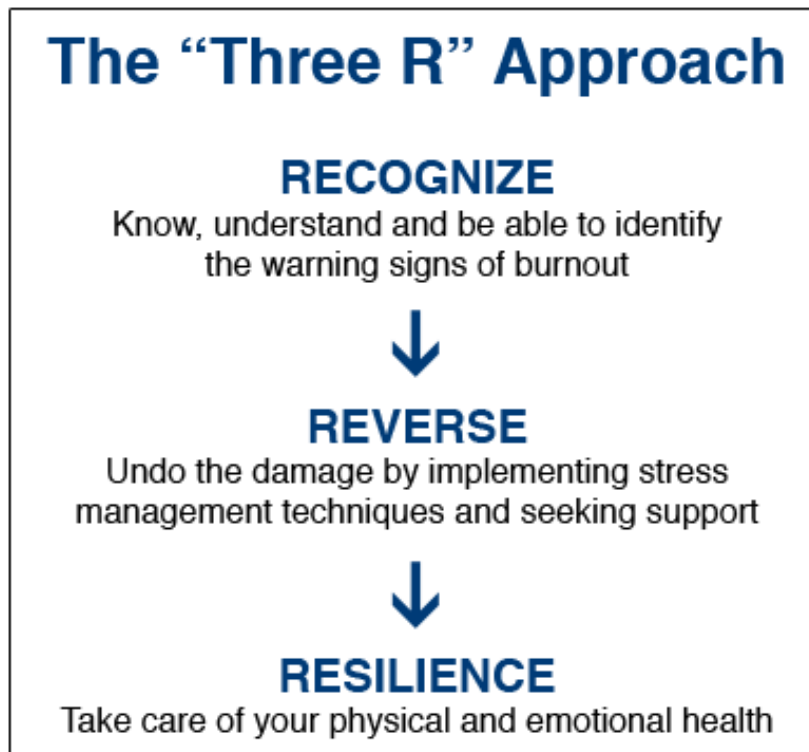 The “Three R” Approach
RECOGNIZE
Know, understand and be able to identify
the warning signs of burnout
REVERSE
Undo the damage by implementing stress
management techniques and seeking support
RESILIENCE
Take care of your physical and emotional health